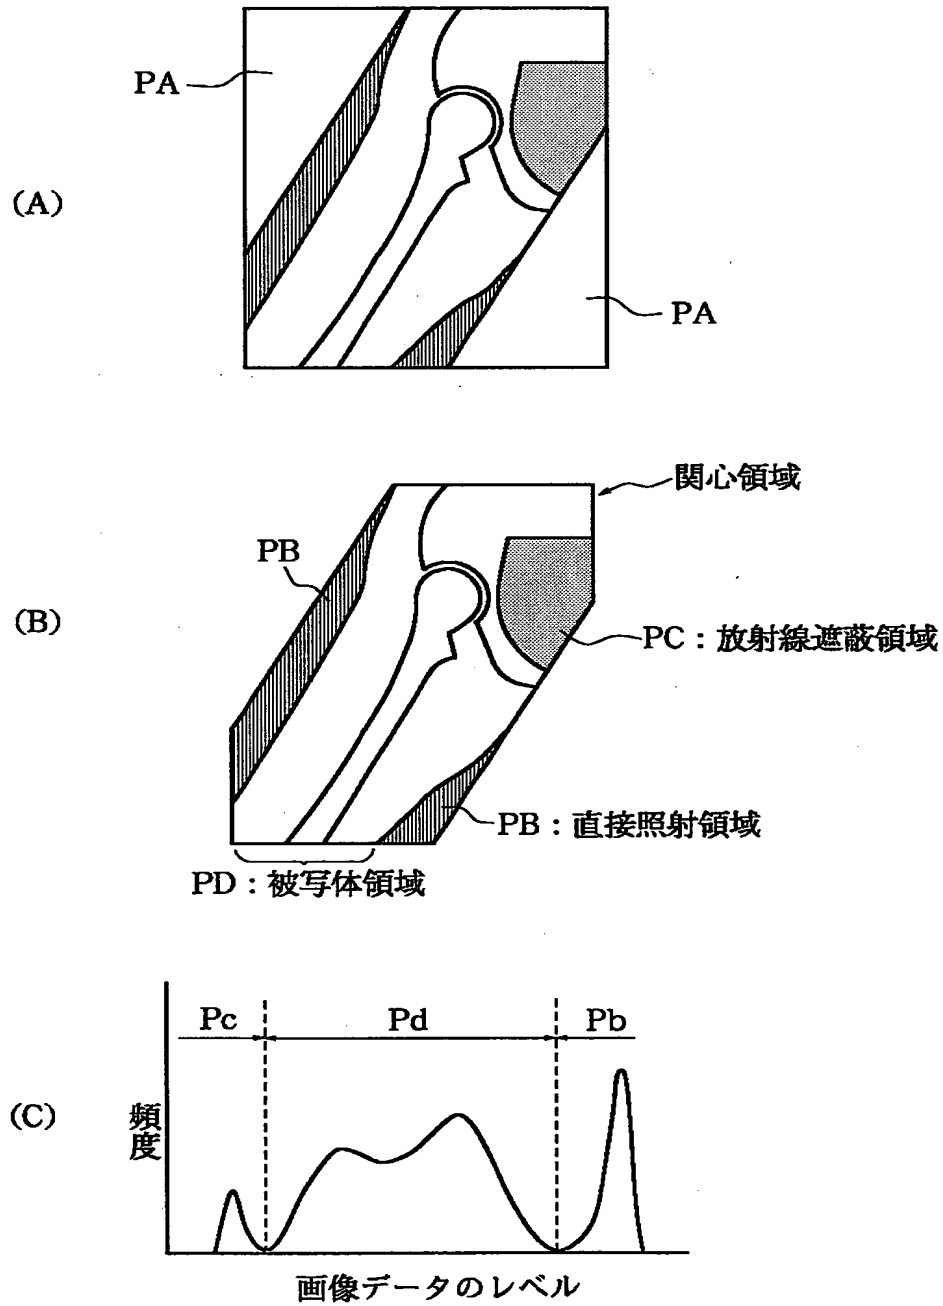 PA
(A)
PA
関心領域
PB
(B)
PC：放射線遮蔽領域
PB：直接照射領域
PD：被写体領域
Pc
Pd
Pb
(C)
頻度
画像データのレベル